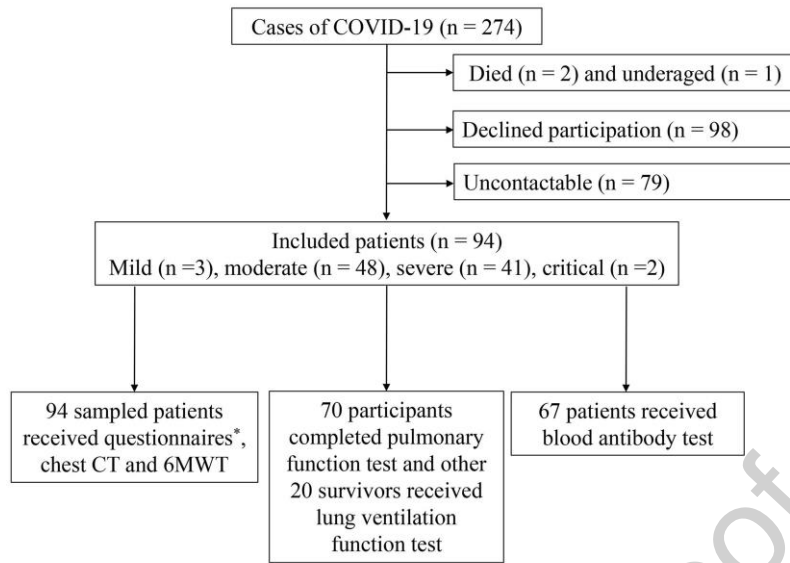 Cases of COVID-19 (n = 274)
Died (n = 2) and underaged (n = 1)
Declined participation (n = 98)
Uncontactable (n = 79)
Included patients (n = 94)
Mild (n =3), moderate (n = 48), severe (n = 41), critical (n =2)
94 sampled patients
received questionnaires*,
chest CT and 6MWT
70 participants
completed pulmonary
function test and other
20 survivors received
lung ventilation
function test
67 patients received
blood antibody test
of